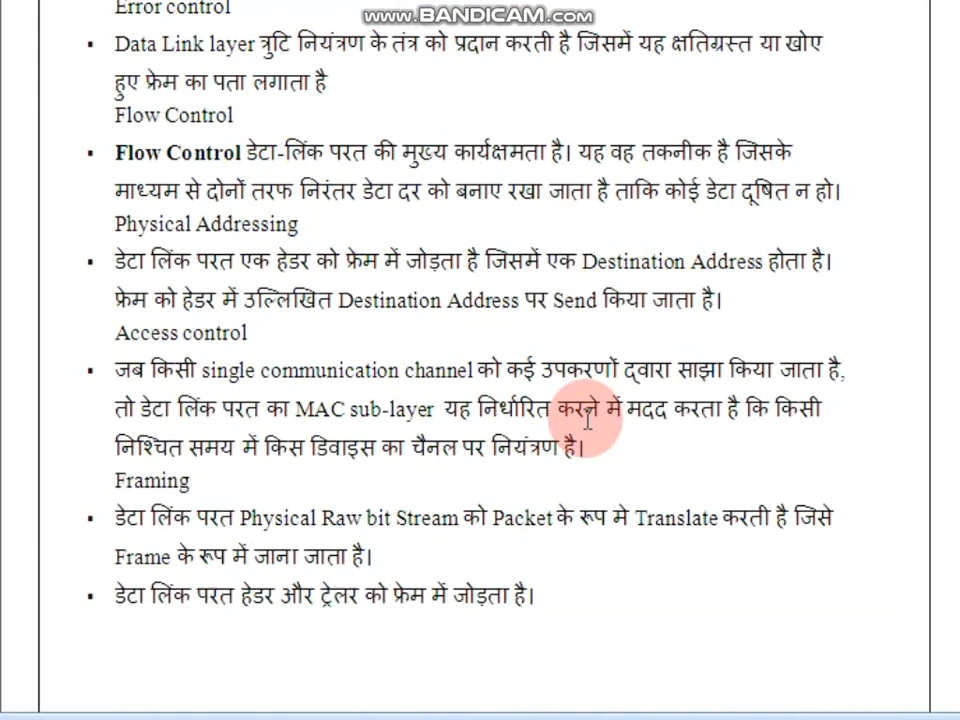 www.BANDICAM.com
Error control
▪ Data Link layer त्रुटि नियंत्रण के तंत्र को प्रदान करती है जिसमें यह क्षतिग्रस्त या खोए
हुए फ्रेम का पता लगाता है
Flow Control
▪ Flow Control डेटा-लिंक परत की मुख्य कार्यक्षमता है। यह वह तकनीक है जिसके
माध्यम से दोनों तरफ निरंतर डेटा दर को बनाए रखा जाता है ताकि कोई डेटा दूषित न हो।
Physical Addressing
▪ डेटा लिंक परत एक हेडर को फ्रेम में जोड़ता है जिसमें एक Destination Address होता है।
फ्रेम को हेडर में उल्लिखित Destination Address पर Send किया जाता है।
Access control
▪ जब किसी single communication channel को कई उपकरणों द्वारा साझा किया जाता है,
तो डेटा लिंक परत का MAC sub-layer यह निर्धारित करने में मदद करता है कि किसी
निश्चित समय में किस डिवाइस का चैनल पर नियंत्रण है।
Framing
▪ डेटा लिंक परत Physical Raw bit Stream को Packet के रूप मे Translate करती है जिसे
Frame के रूप में जाना जाता है।
▪ डेटा लिंक परत हेडर और ट्रेलर को फ्रेम में जोड़ता है।